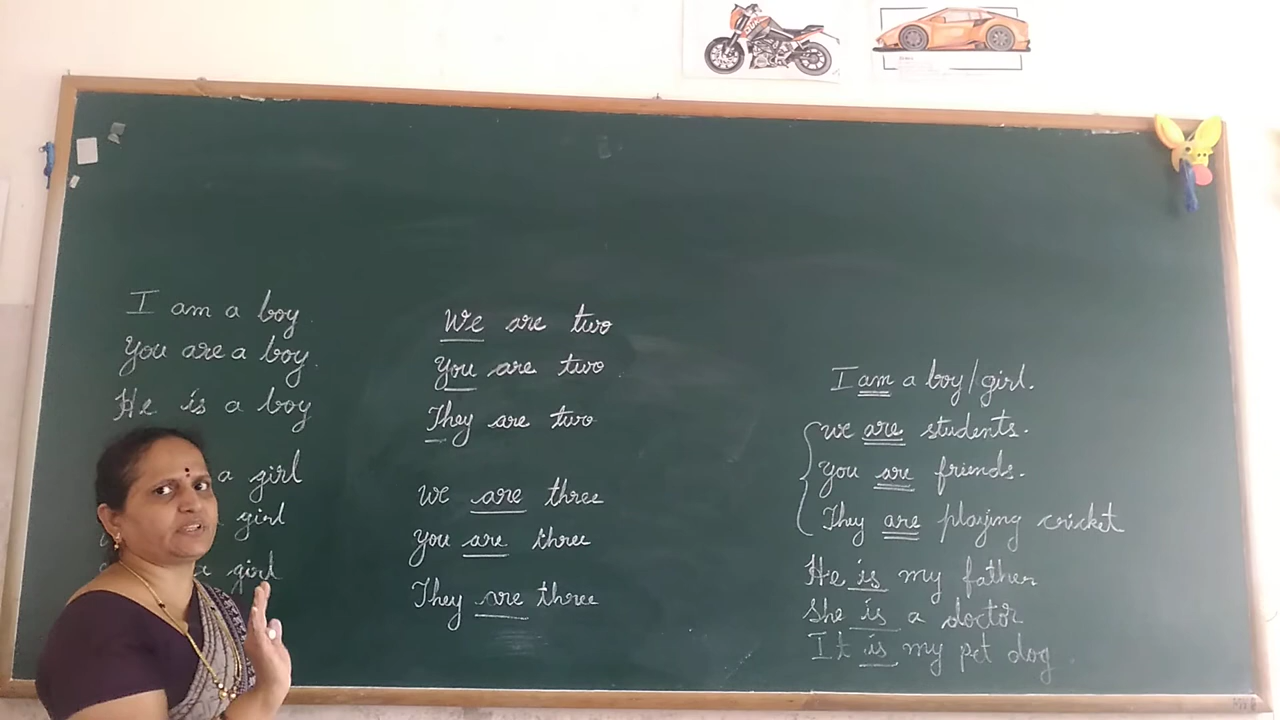 I am a boy.
You are a boy.
He is a boy
a girl
girl
girl
We are two
You are two.
They are two
We are three
You are three
They are three
I am a boy/girl.
we are students.
You are friends.
They are playing cricket
He is my father
She is a doctor
It is my pet dog